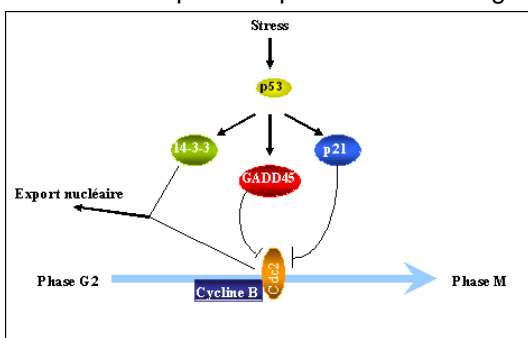 Stress
p53
14-3-3
GADD45
p21
Export nucléaire
Phase G2
Cycline B
Cdc2
Phase M